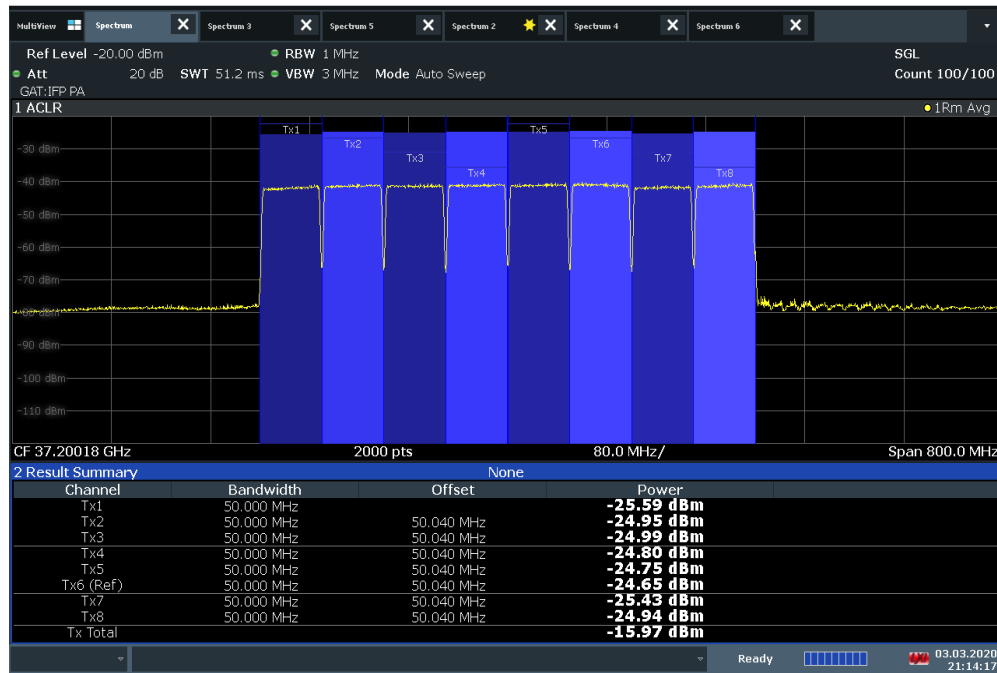 MultiView Spectrum Spectrum 3 Spectrum 5 Spectrum 2 Spectrum 4 Spectrum 6
Ref Level -20.00 dBm RBW 1 MHz SGL
Att 20 dB SWT 51.2 ms VBW 3 MHz Mode Auto Sweep Count 100/100
GAT:IFP PA
1 ACLR 1Rm Avg
Tx1 Tx5
Tx2 Tx6
-30 dBm
Tx3 Tx7
Tx4 Tx8
-40 dBm
-50 dBm
-60 dBm
-70 dBm
-80 dBm
-90 dBm
-100 dBm
-110 dBm
CF 37.20018 GHz 2000 pts 80.0 MHz/ Span 800.0 MHz
2 Result Summary None
Channel Bandwidth Offset Power
Tx1 50.000 MHz -25.59 dBm
Tx2 50.000 MHz 50.040 MHz -24.95 dBm
Tx3 50.000 MHz 50.040 MHz -24.99 dBm
Tx4 50.000 MHz 50.040 MHz -24.80 dBm
Tx5 50.000 MHz 50.040 MHz -24.75 dBm
Tx6 (Ref) 50.000 MHz 50.040 MHz -24.65 dBm
Tx7 50.000 MHz 50.040 MHz -25.43 dBm
Tx8 50.000 MHz 50.040 MHz -24.94 dBm
Tx Total -15.97 dBm
Ready 03.03.2020
21:14:17